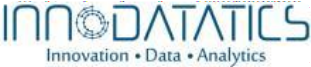 INNODATATICS
Innovation • Data • Analytics